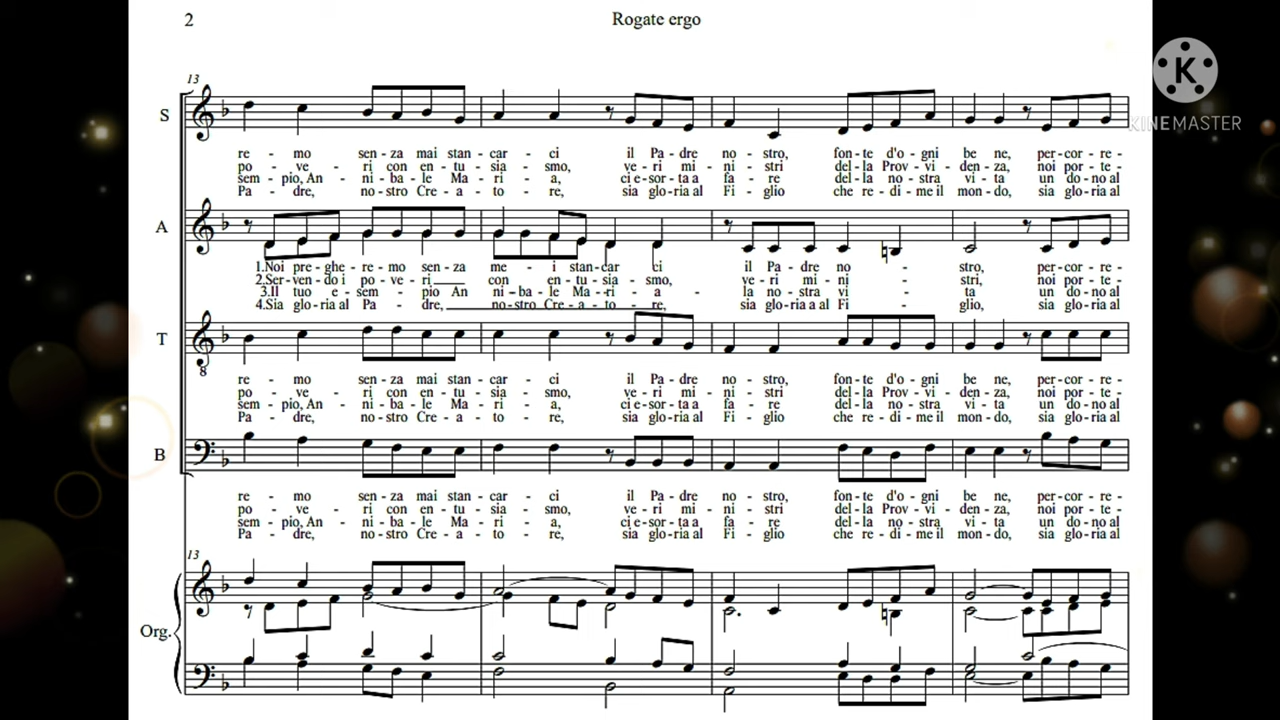 2
Rogate ergo
K
KINEMASTER
13
S
re - mo sen - za mai stan - car - ci il Pa - dre no - stro, fon - te d'o - gni be ne, per-cor - re -
po - ve - ri con en - tu - sia - smo, ve - ri mi - ni - stri del - la Prov - vi - den - za, noi por - te -
sem - pio, An - ni - ba - le Ma - ri - a, ci e-sor - ta a fa - re del - la no - stra vi - ta un do - no al
Pa - dre, no - stro Cre - a - to - re, sia glo - ria al Fi - glio che re - di - me il mon - do, sia glo - ria al
A
1.Noi pre - ghe - re - mo sen - za me - i stan-car ci il Pa - dre no - stro, per-cor - re -
2.Ser-ven - do i po - ve - ri con en - tu - sia - smo, ve - ri mi - ni - stri, noi por - te -
3.Il tuo e - sem - pio An ni - ba - le Ma - ri - a - la no - stra vi - ta un do - no al
4.Sia glo - ria al Pa - dre, no - stro Cre - a - to - re, sia glo - ria a al Fi - glio, sia glo - ria al
T
8
re - mo sen - za mai stan - car - ci il Pa - dre no - stro, fon - te d'o - gni be ne, per-cor - re -
po - ve - ri con en - tu - sia - smo, ve - ri mi - ni - stri del - la Prov - vi - den - za, noi por - te -
sem - pio, An - ni - ba - le Ma - ri - a, ci e-sor - ta a fa - re del - la no - stra vi - ta un do - no al
Pa - dre, no - stro Cre - a - to - re, sia glo - ria al Fi - glio che re - di - me il mon - do, sia glo - ria al
B
re - mo sen - za mai stan - car - ci il Pa - dre no - stro, fon - te d'o - gni be ne, per-cor - re -
po - ve - ri con en - tu - sia - smo, ve - ri mi - ni - stri del - la Prov - vi - den - za, noi por - te -
sem - pio, An - ni - ba - le Ma - ri - a, ci e-sor - ta a fa - re del - la no - stra vi - ta un do - no al
Pa - dre, no - stro Cre - a - to - re, sia glo - ria al Fi - glio che re - di - me il mon - do, sia glo - ria al
13
Org.